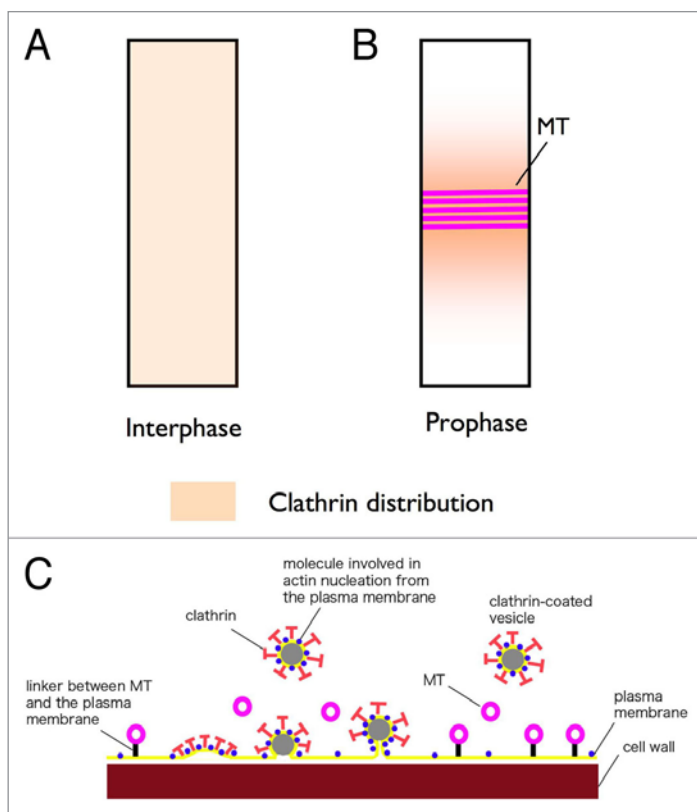 A
B
MT
Interphase
Prophase
Clathrin distribution
C
molecule involved in
actin nucleation from
the plasma membrane
clathrin
clathrin-coated
vesicle
linker between MT
and the plasma
membrane
MT
plasma
membrane
cell wall